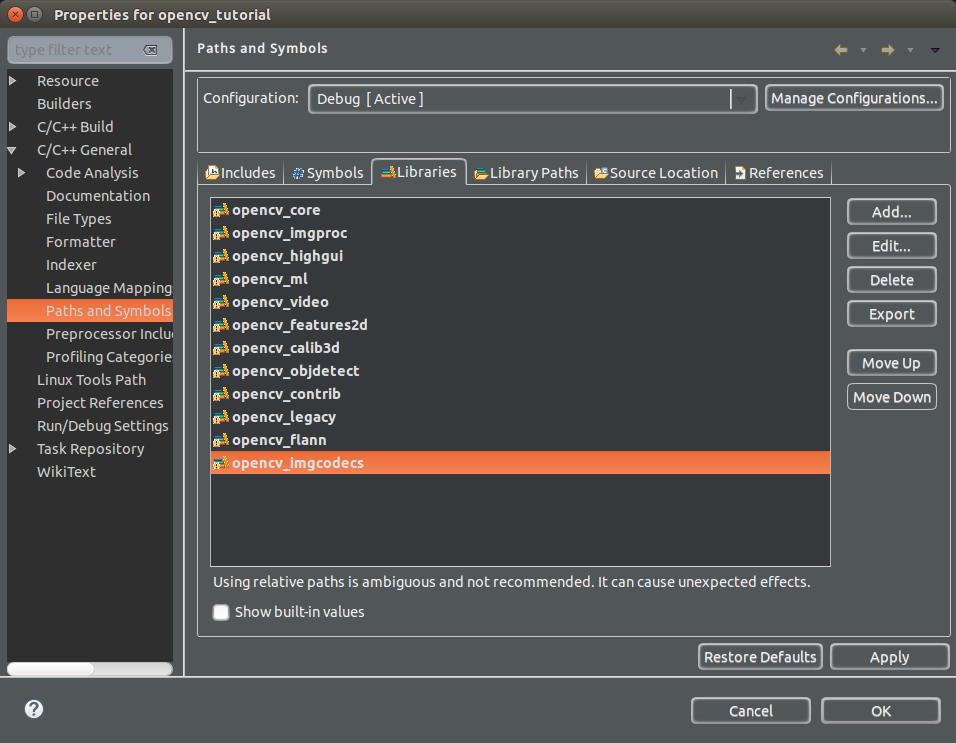 Properties for opencv_tutorial
type filter text
Resource
Builders
C/C++ Build
C/C++ General
Code Analysis
Documentation
File Types
Formatter
Indexer
Language Mapping
Paths and Symbols
Preprocessor Inclu
Profiling Categorie
Linux Tools Path
Project References
Run/Debug Settings
Task Repository
WikiText
Paths and Symbols
Configuration: Debug [ Active ] Manage Configurations...
Includes # Symbols Libraries Library Paths Source Location References
opencv_core
opencv_imgproc
opencv_highgui
opencv_ml
opencv_video
opencv_features2d
opencv_calib3d
opencv_objdetect
opencv_contrib
opencv_legacy
opencv_flann
opencv_imgcodecs
Add...
Edit...
Delete
Export
Move Up
Move Down
Using relative paths is ambiguous and not recommended. It can cause unexpected effects.
Show built-in values
Restore Defaults Apply
? Cancel OK